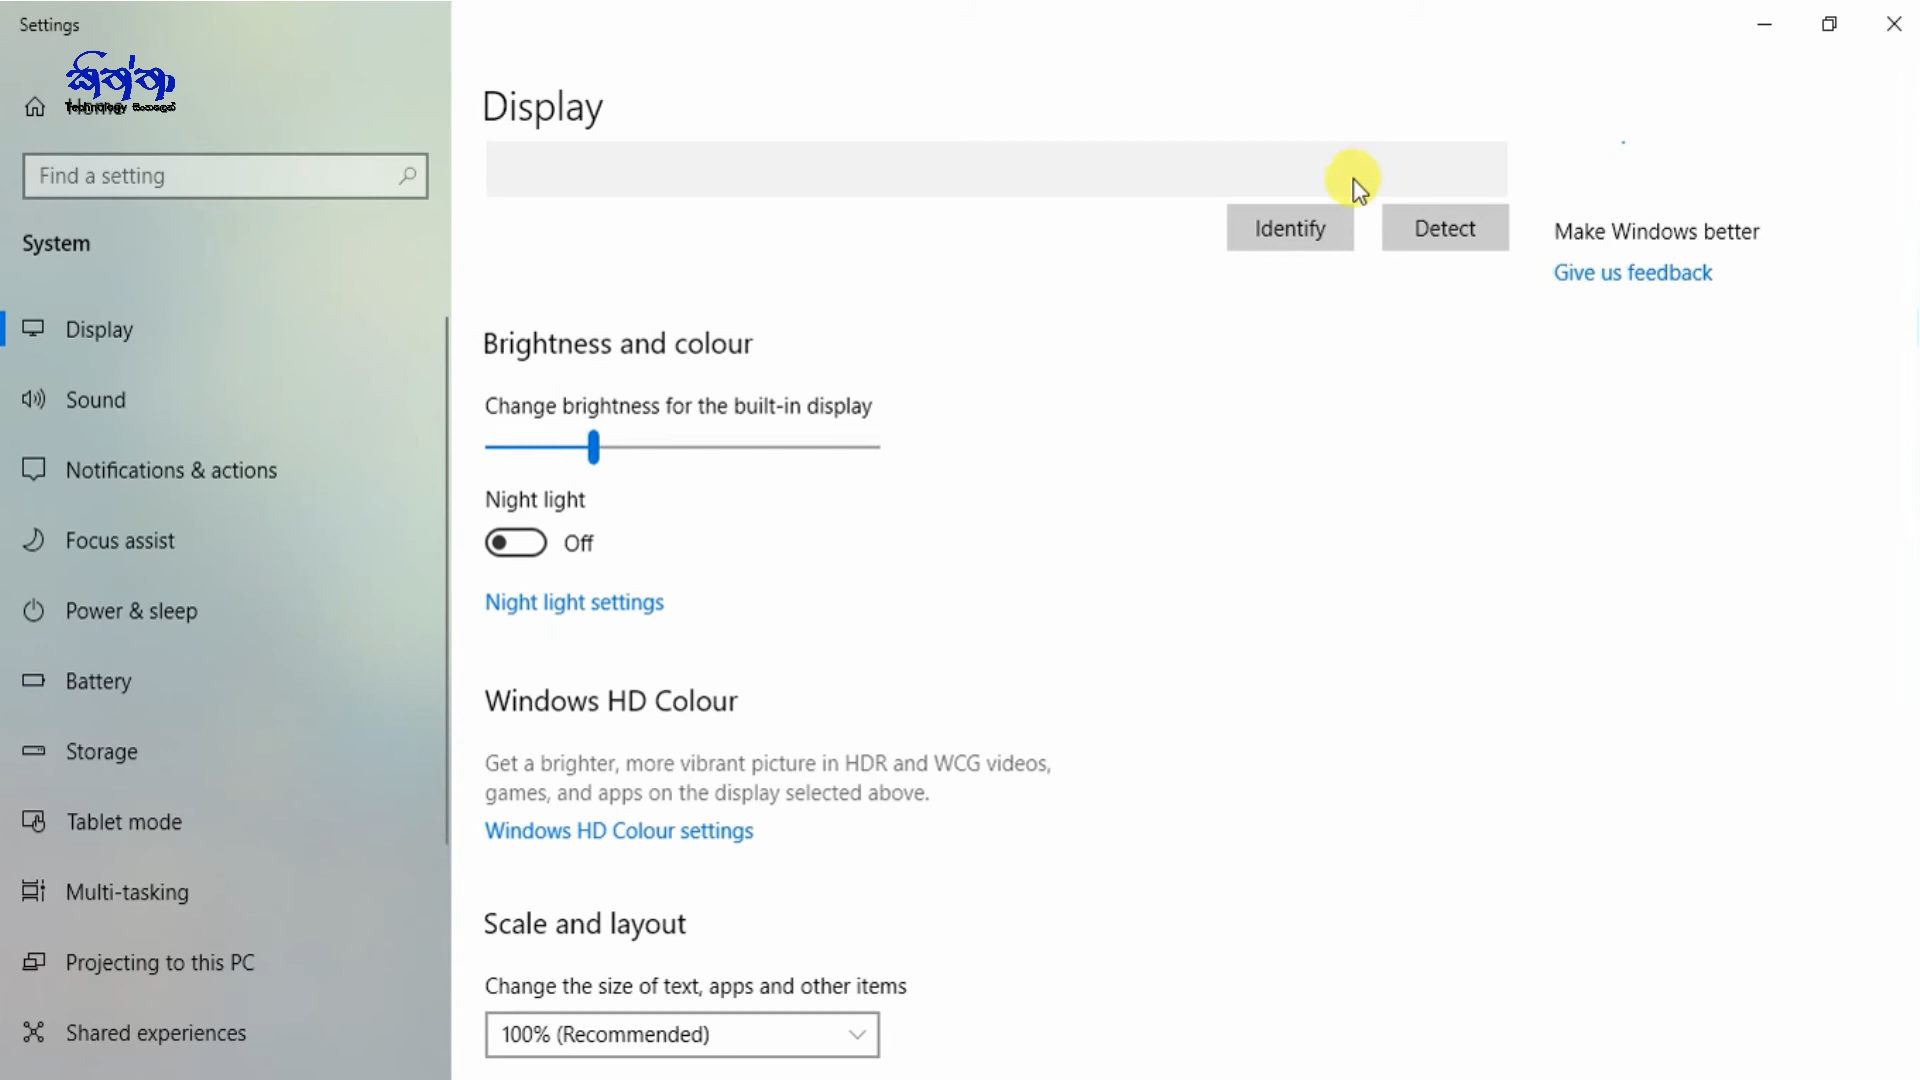 Settings
කිත්තා
Technology සිංහලෙන්
Home
Find a setting
System
Display
Sound
Notifications & actions
Focus assist
Power & sleep
Battery
Storage
Tablet mode
Multi-tasking
Projecting to this PC
Shared experiences
Display
Identify
Detect
Brightness and colour
Change brightness for the built-in display
Night light
Off
Night light settings
Windows HD Colour
Get a brighter, more vibrant picture in HDR and WCG videos,
games, and apps on the display selected above.
Windows HD Colour settings
Scale and layout
Change the size of text, apps and other items
100% (Recommended)
Make Windows better
Give us feedback